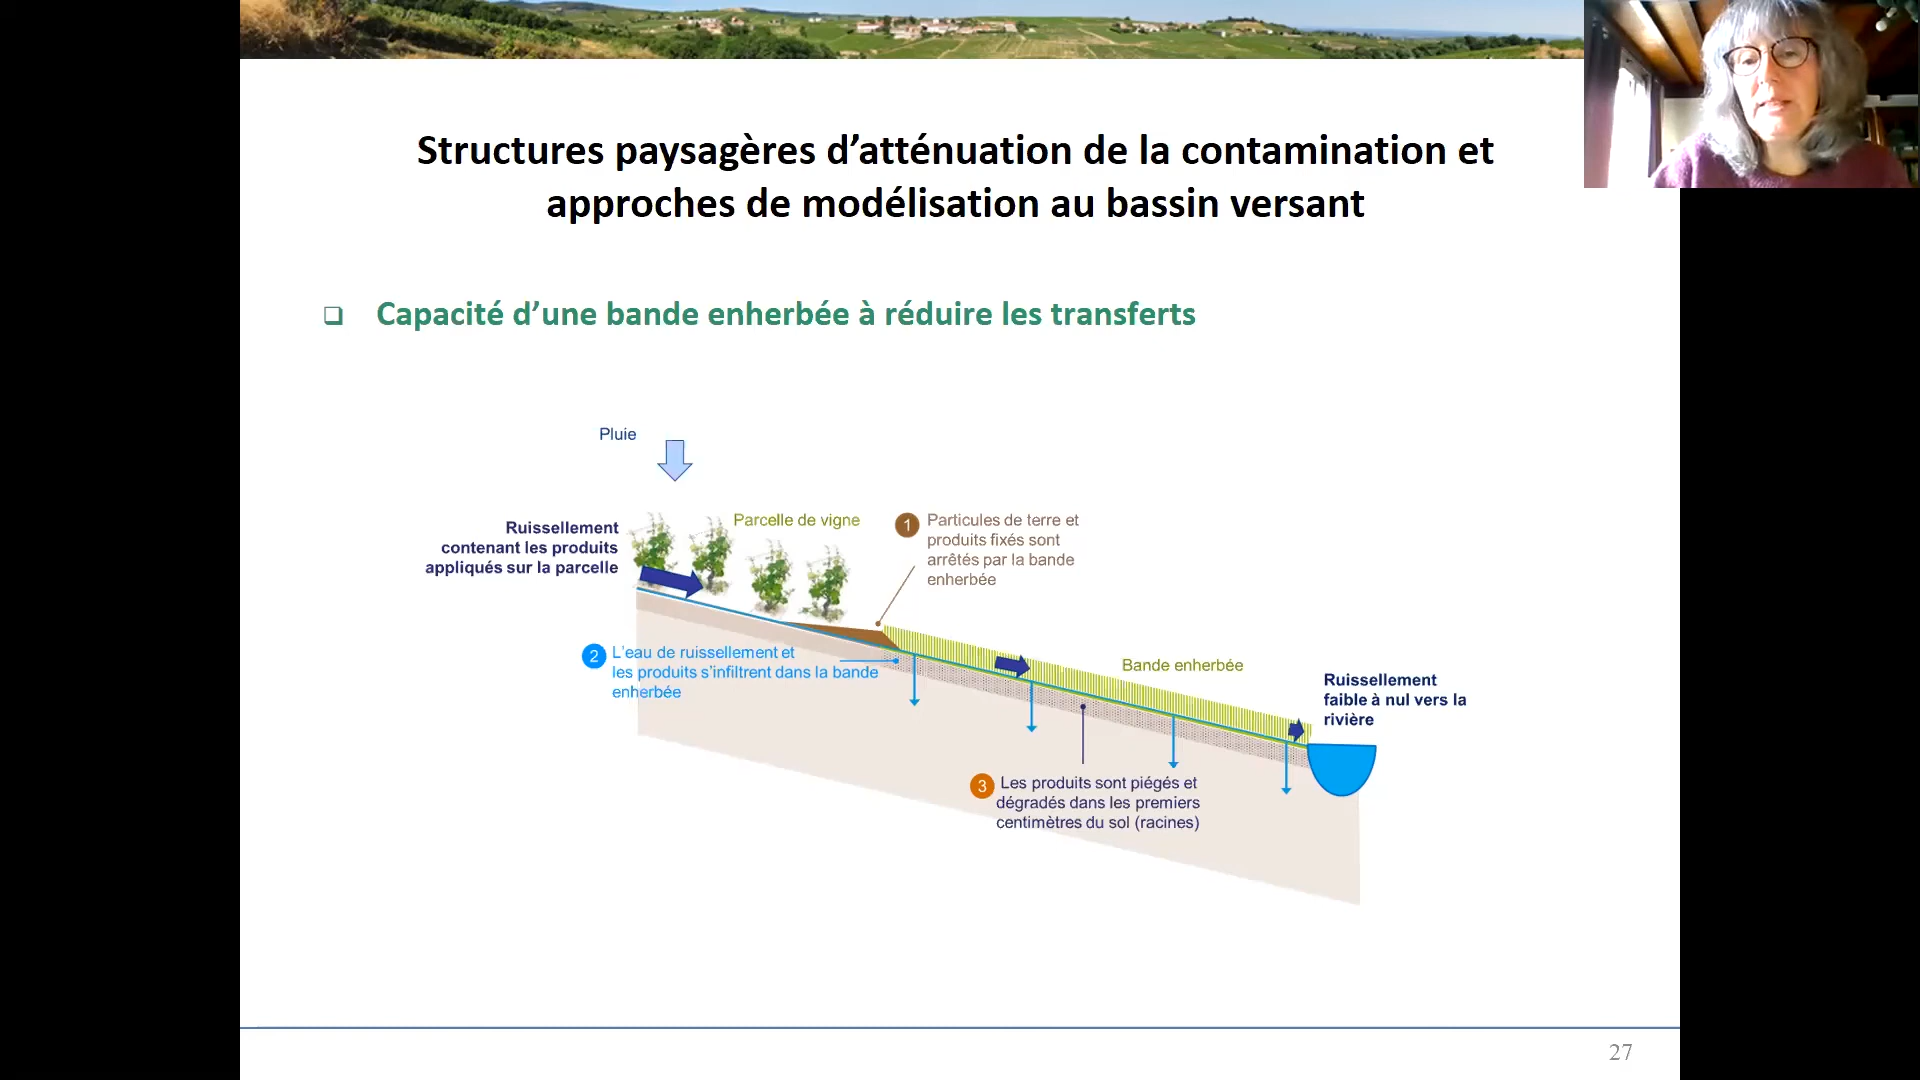 Structures paysagères d’atténuation de la contamination et
approches de modélisation au bassin versant
Capacité d’une bande enherbée à réduire les transferts
Pluie
Ruissellement
contenant les produits
appliqués sur la parcelle
Parcelle de vigne
1
Particules de terre et
produits fixés sont
arrêtés par la bande
enherbée
2
L'eau de ruissellement et
les produits s’infiltrent dans la bande
enherbée
Bande enherbée
Ruissellement
faible à nul vers la
rivière
3
Les produits sont piégés et
dégradés dans les premiers
centimètres du sol (racines)
27